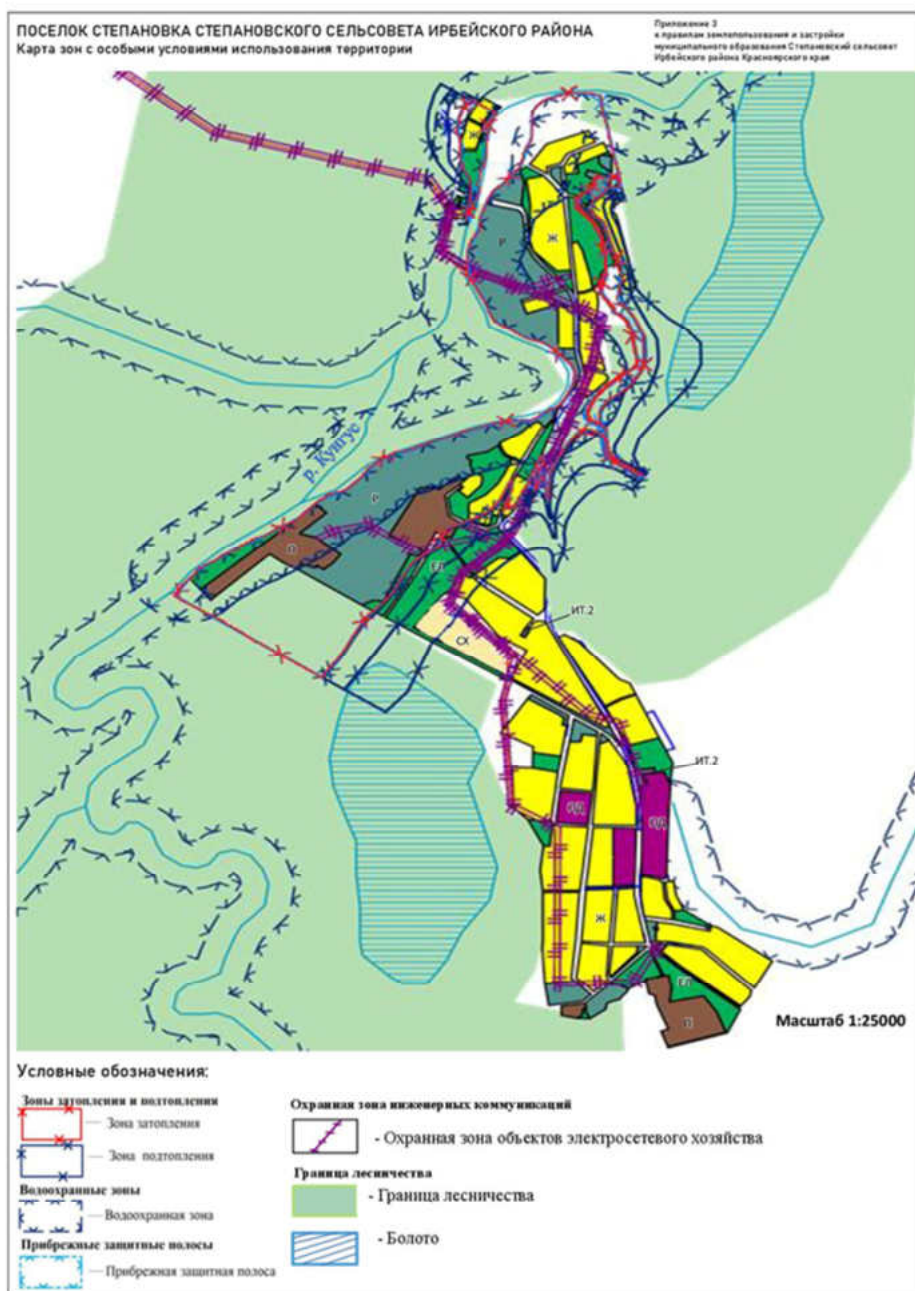 ПОСЕЛОК СТЕПАНОВКА СТЕПАНОВСКОГО СЕЛЬСОВЕТА ИРБЕЙСКОГО РАЙОНА
Карта зон с особыми условиями использования территории
Приложение 3
к правилам землепользования и застройки
муниципального образования Степановский сельсовет
Ирбейского района Красноярского края
Ж
Р
Ж
р. Кунгус
Р
П
ЕЛ
ИТ.2
СХ
ИТ.2
ОД
ОД
Ж
ЕЛ
П
Масштаб 1:25000
Условные обозначения:
Зоны затопления и подтопления
Зона затопления
Зона подтопления
Водоохранные зоны
Водоохранная зона
Прибрежные защитные полосы
Прибрежная защитная полоса
Охранная зона инженерных коммуникаций
- Охранная зона объектов электросетевого хозяйства
Граница лесничества
- Граница лесничества
- Болото